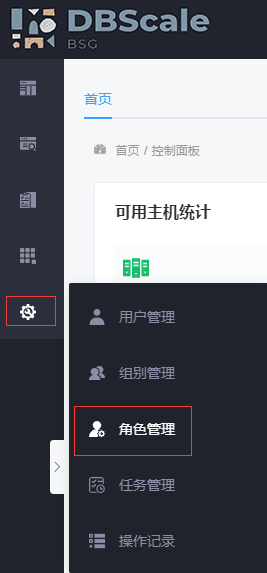 DBScale
BSG
首页
首页 / 控制面板
可用主机统计
用户管理
组别管理
角色管理
任务管理
操作记录